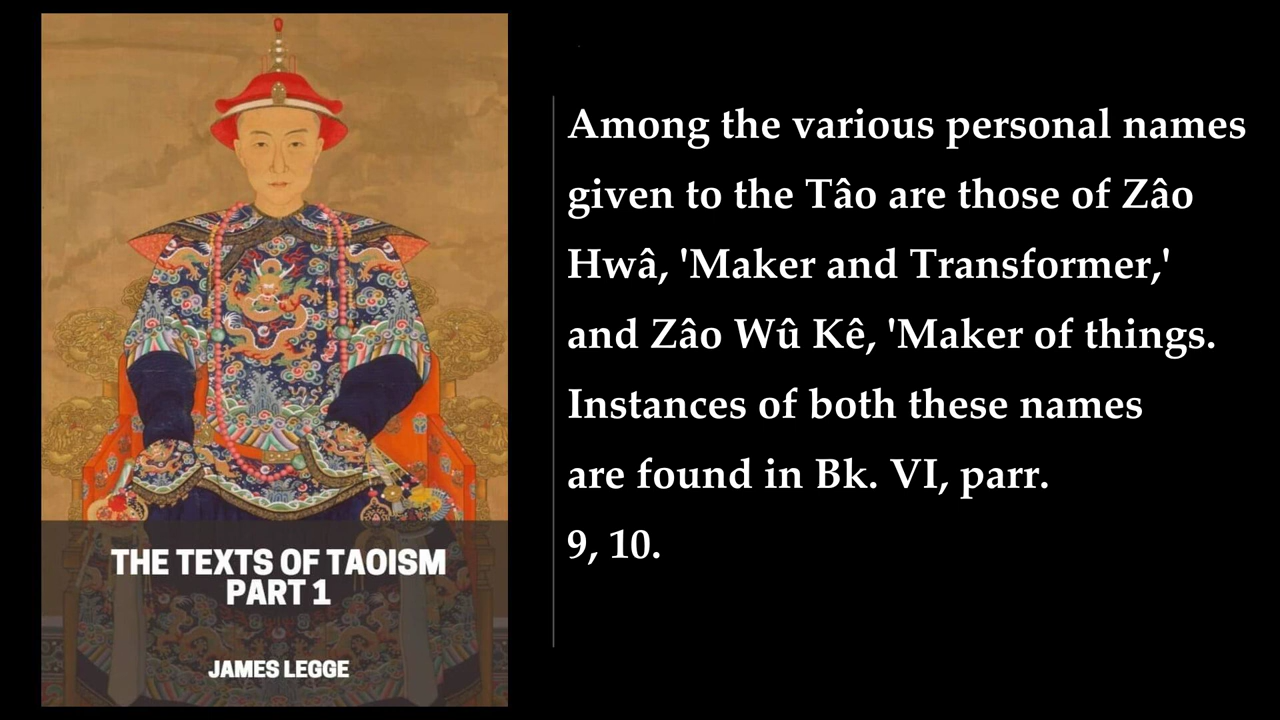 THE TEXTS OF TAOISM
PART 1
JAMES LEGGE
Among the various personal names
given to the Tâo are those of Zâo
Hwâ, 'Maker and Transformer,'
and Zâo Wû Kê, 'Maker of things.
Instances of both these names
are found in Bk. VI, parr.
9, 10.